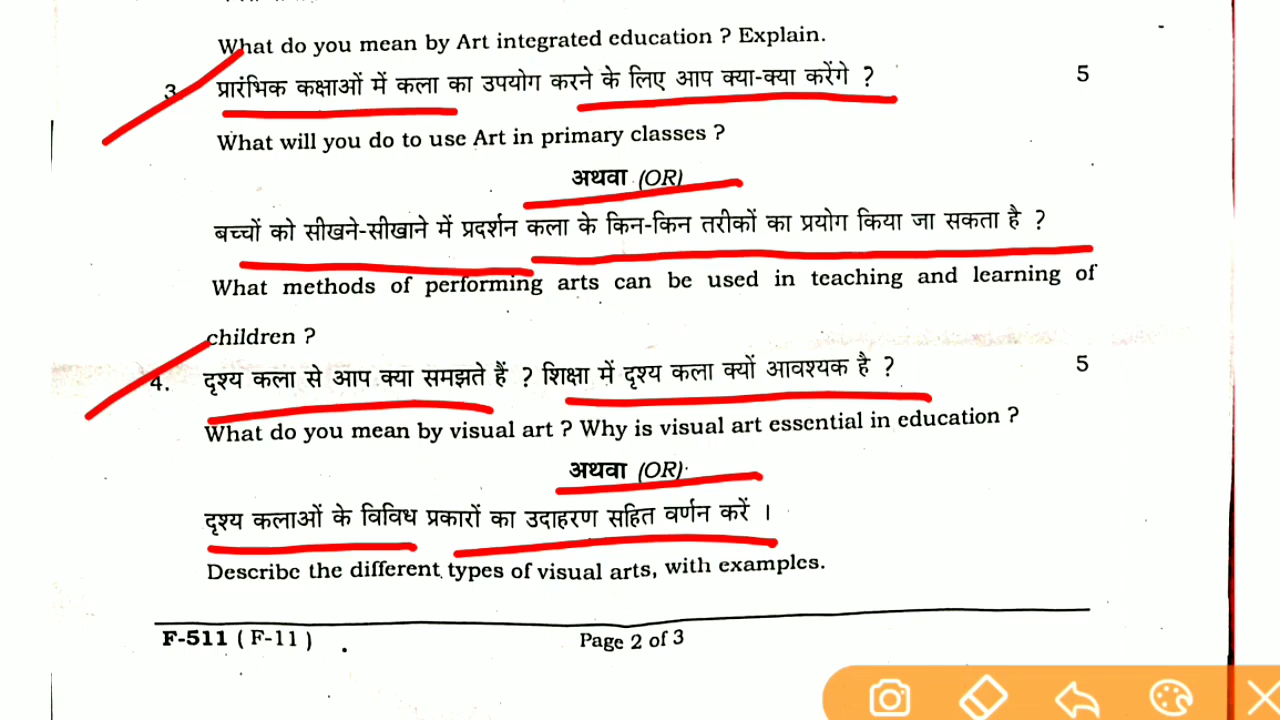 What do you mean by Art integrated education ? Explain.
3. प्रारंभिक कक्षाओं में कला का उपयोग करने के लिए आप क्या-क्या करेंगे ? 5
What will you do to use Art in primary classes ?
अथवा (OR)
बच्चों को सीखने-सीखाने में प्रदर्शन कला के किन-किन तरीकों का प्रयोग किया जा सकता है ?
What methods of performing arts can be used in teaching and learning of
children ?
4. दृश्य कला से आप क्या समझते हैं ? शिक्षा में दृश्य कला क्यों आवश्यक है ? 5
What do you mean by visual art ? Why is visual art essential in education ?
अथवा (OR)
दृश्य कलाओं के विविध प्रकारों का उदाहरण सहित वर्णन करें ।
Describe the different types of visual arts, with examples.
F-511 ( F-11 ) Page 2 of 3